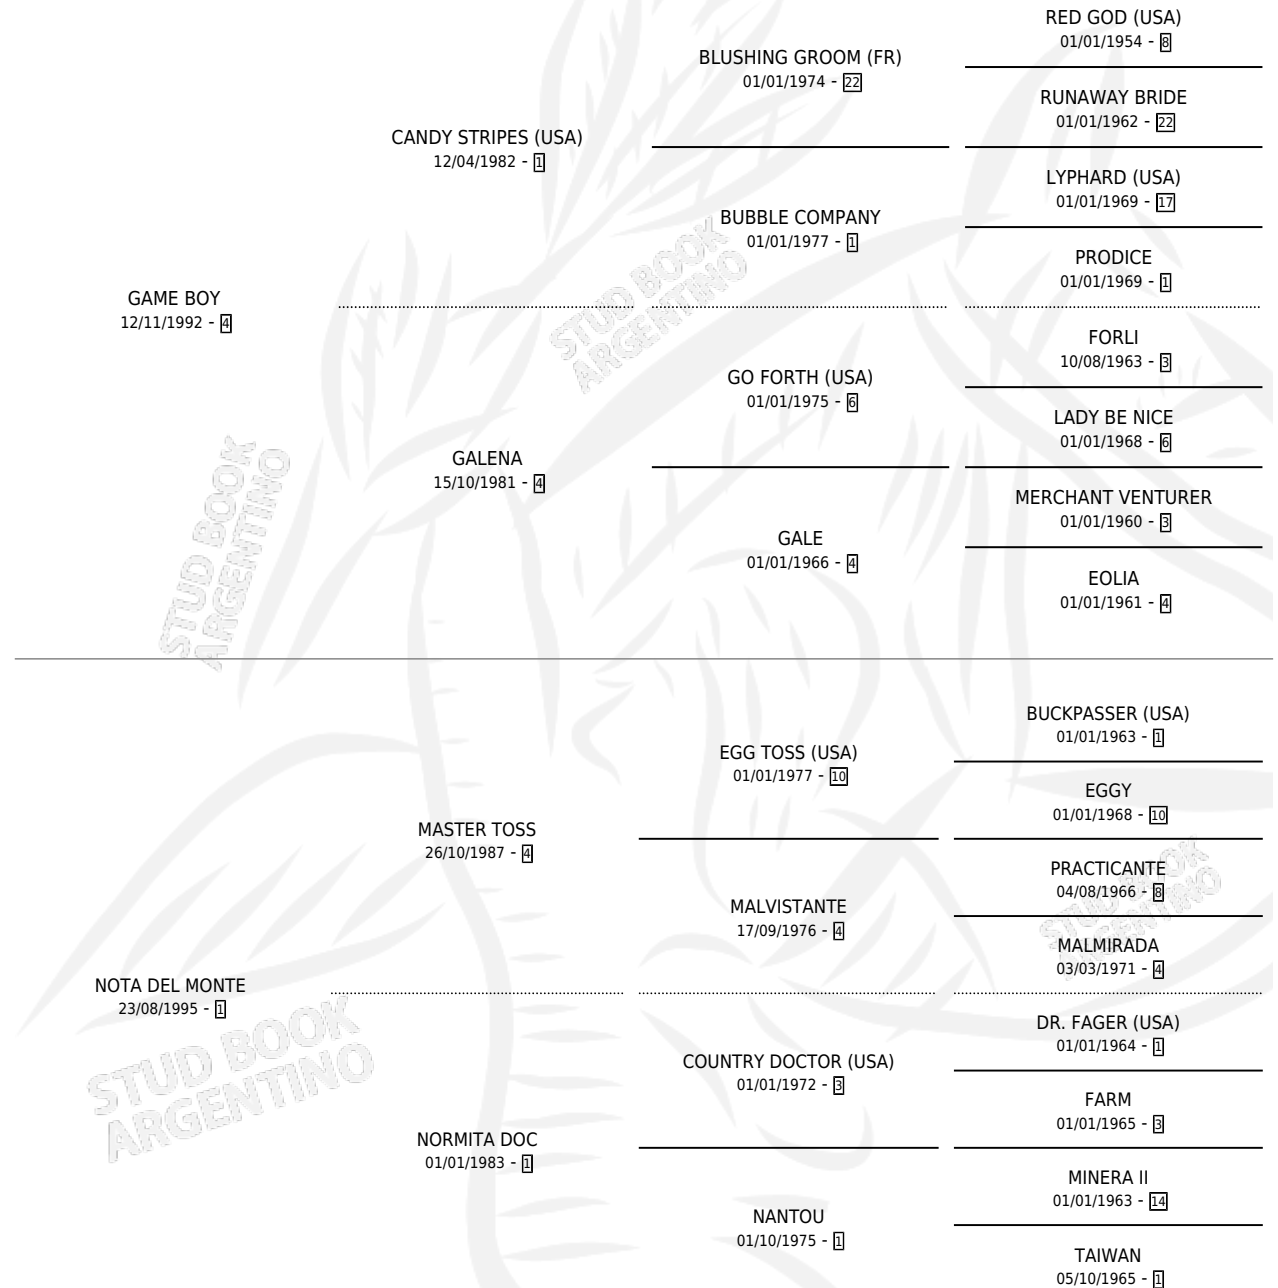 RED GOD (USA)
01/01/1954 - 8
BLUSHING GROOM (FR)
01/01/1974 - 22
RUNAWAY BRIDE
01/01/1962 - 22
CANDY STRIPES (USA)
12/04/1982 - 1
LYPHARD (USA)
01/01/1969 - 17
BUBBLE COMPANY
01/01/1977 - 1
PRODICE
01/01/1969 - 1
GAME BOY
12/11/1992 - 4
STUD BOOK
ARGENTINO
FORLI
10/08/1963 - 3
GO FORTH (USA)
01/01/1975 - 6
LADY BE NICE
01/01/1968 - 6
GALENA
15/10/1981 - 4
MERCHANT VENTURER
01/01/1960 - 3
GALE
01/01/1966 - 4
EOLIA
01/01/1961 - 4
STUD BOOK
ARGENTINO
BUCKPASSER (USA)
01/01/1963 - 1
EGG TOSS (USA)
01/01/1977 - 10
EGGY
01/01/1968 - 10
MASTER TOSS
26/10/1987 - 4
PRACTICANTE
04/08/1966 - 8
MALVISTANTE
17/09/1976 - 4
MALMIRADA
03/03/1971 - 4
STUD BOOK
ARGENTINO
NOTA DEL MONTE
23/08/1995 - 1
DR. FAGER (USA)
01/01/1964 - 1
COUNTRY DOCTOR (USA)
01/01/1972 - 3
FARM
01/01/1965 - 3
STUD BOOK
ARGENTINO
NORMITA DOC
01/01/1983 - 1
MINERA II
01/01/1963 - 14
NANTOU
01/10/1975 - 1
TAIWAN
05/10/1965 - 1